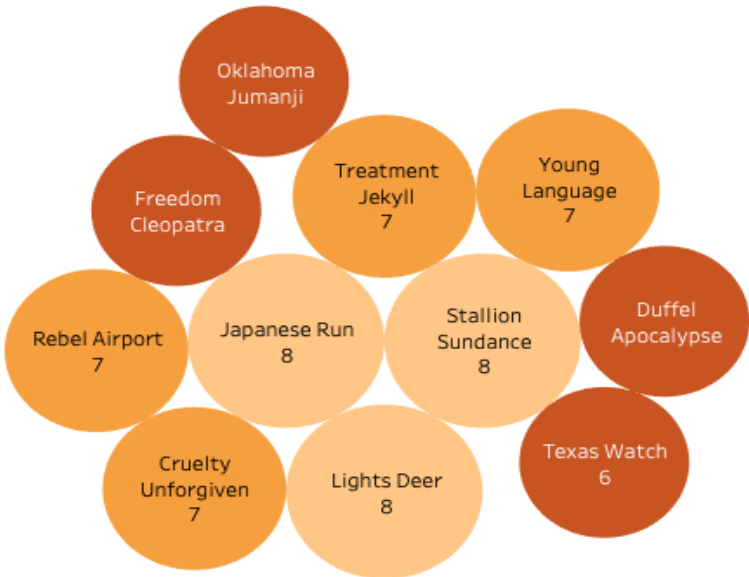 Oklahoma
Jumanji
Treatment
Jekyll
7
Young
Language
7
Freedom
Cleopatra
Rebel Airport
7
Japanese Run
8
Stallion
Sundance
8
Duffel
Apocalypse
Cruelty
Unforgiven
7
Lights Deer
8
Texas Watch
6